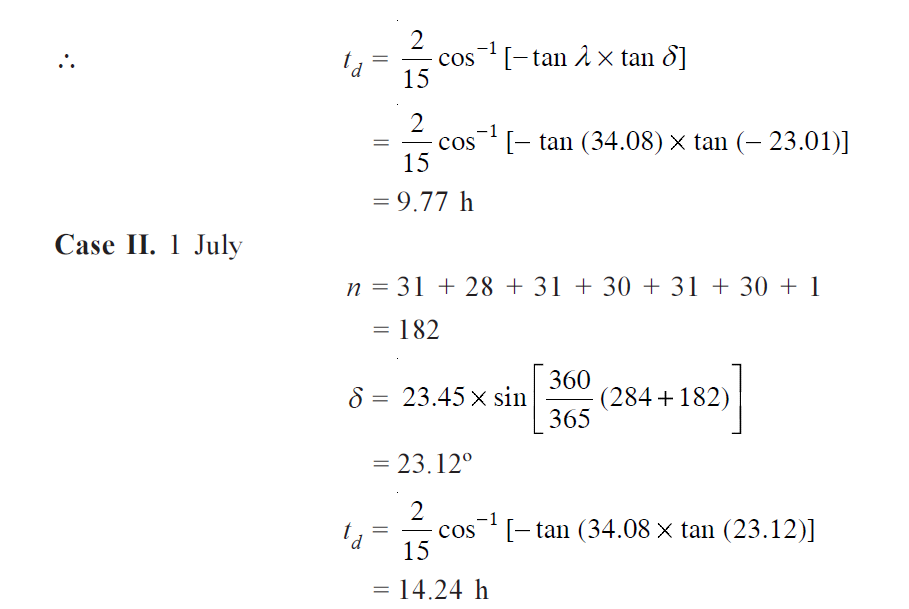 ∴ t_d = 2/15 cos⁻¹ [– tan λ × tan δ]
= 2/15 cos⁻¹ [– tan (34.08) × tan (– 23.01)]
= 9.77 h
Case II. 1 July
n = 31 + 28 + 31 + 30 + 31 + 30 + 1
= 182
δ = 23.45 × sin [360/365 (284 + 182)]
= 23.12º
t_d = 2/15 cos⁻¹ [– tan (34.08 × tan (23.12)]
= 14.24 h